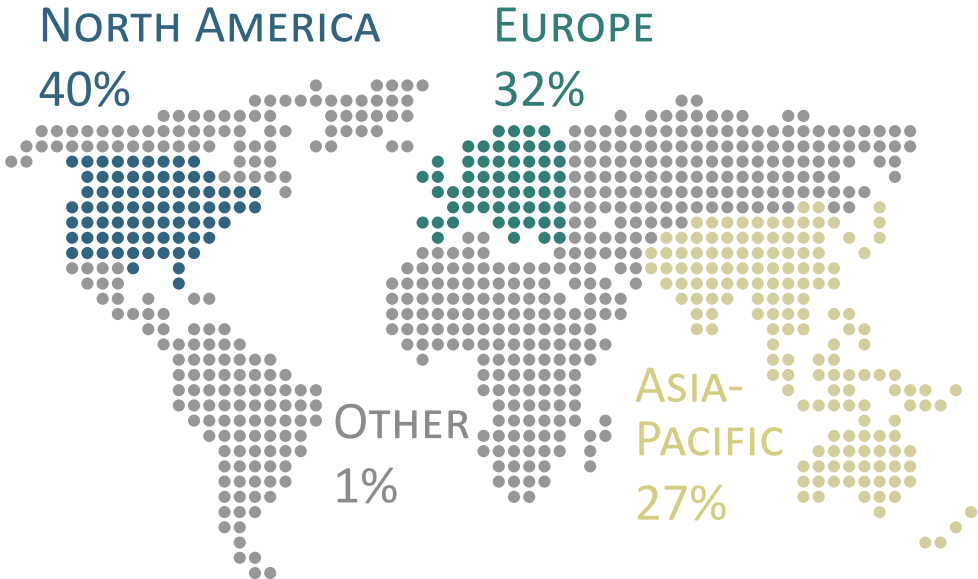 North America
40%
Europe
32%
Other
1%
Asia-
Pacific
27%